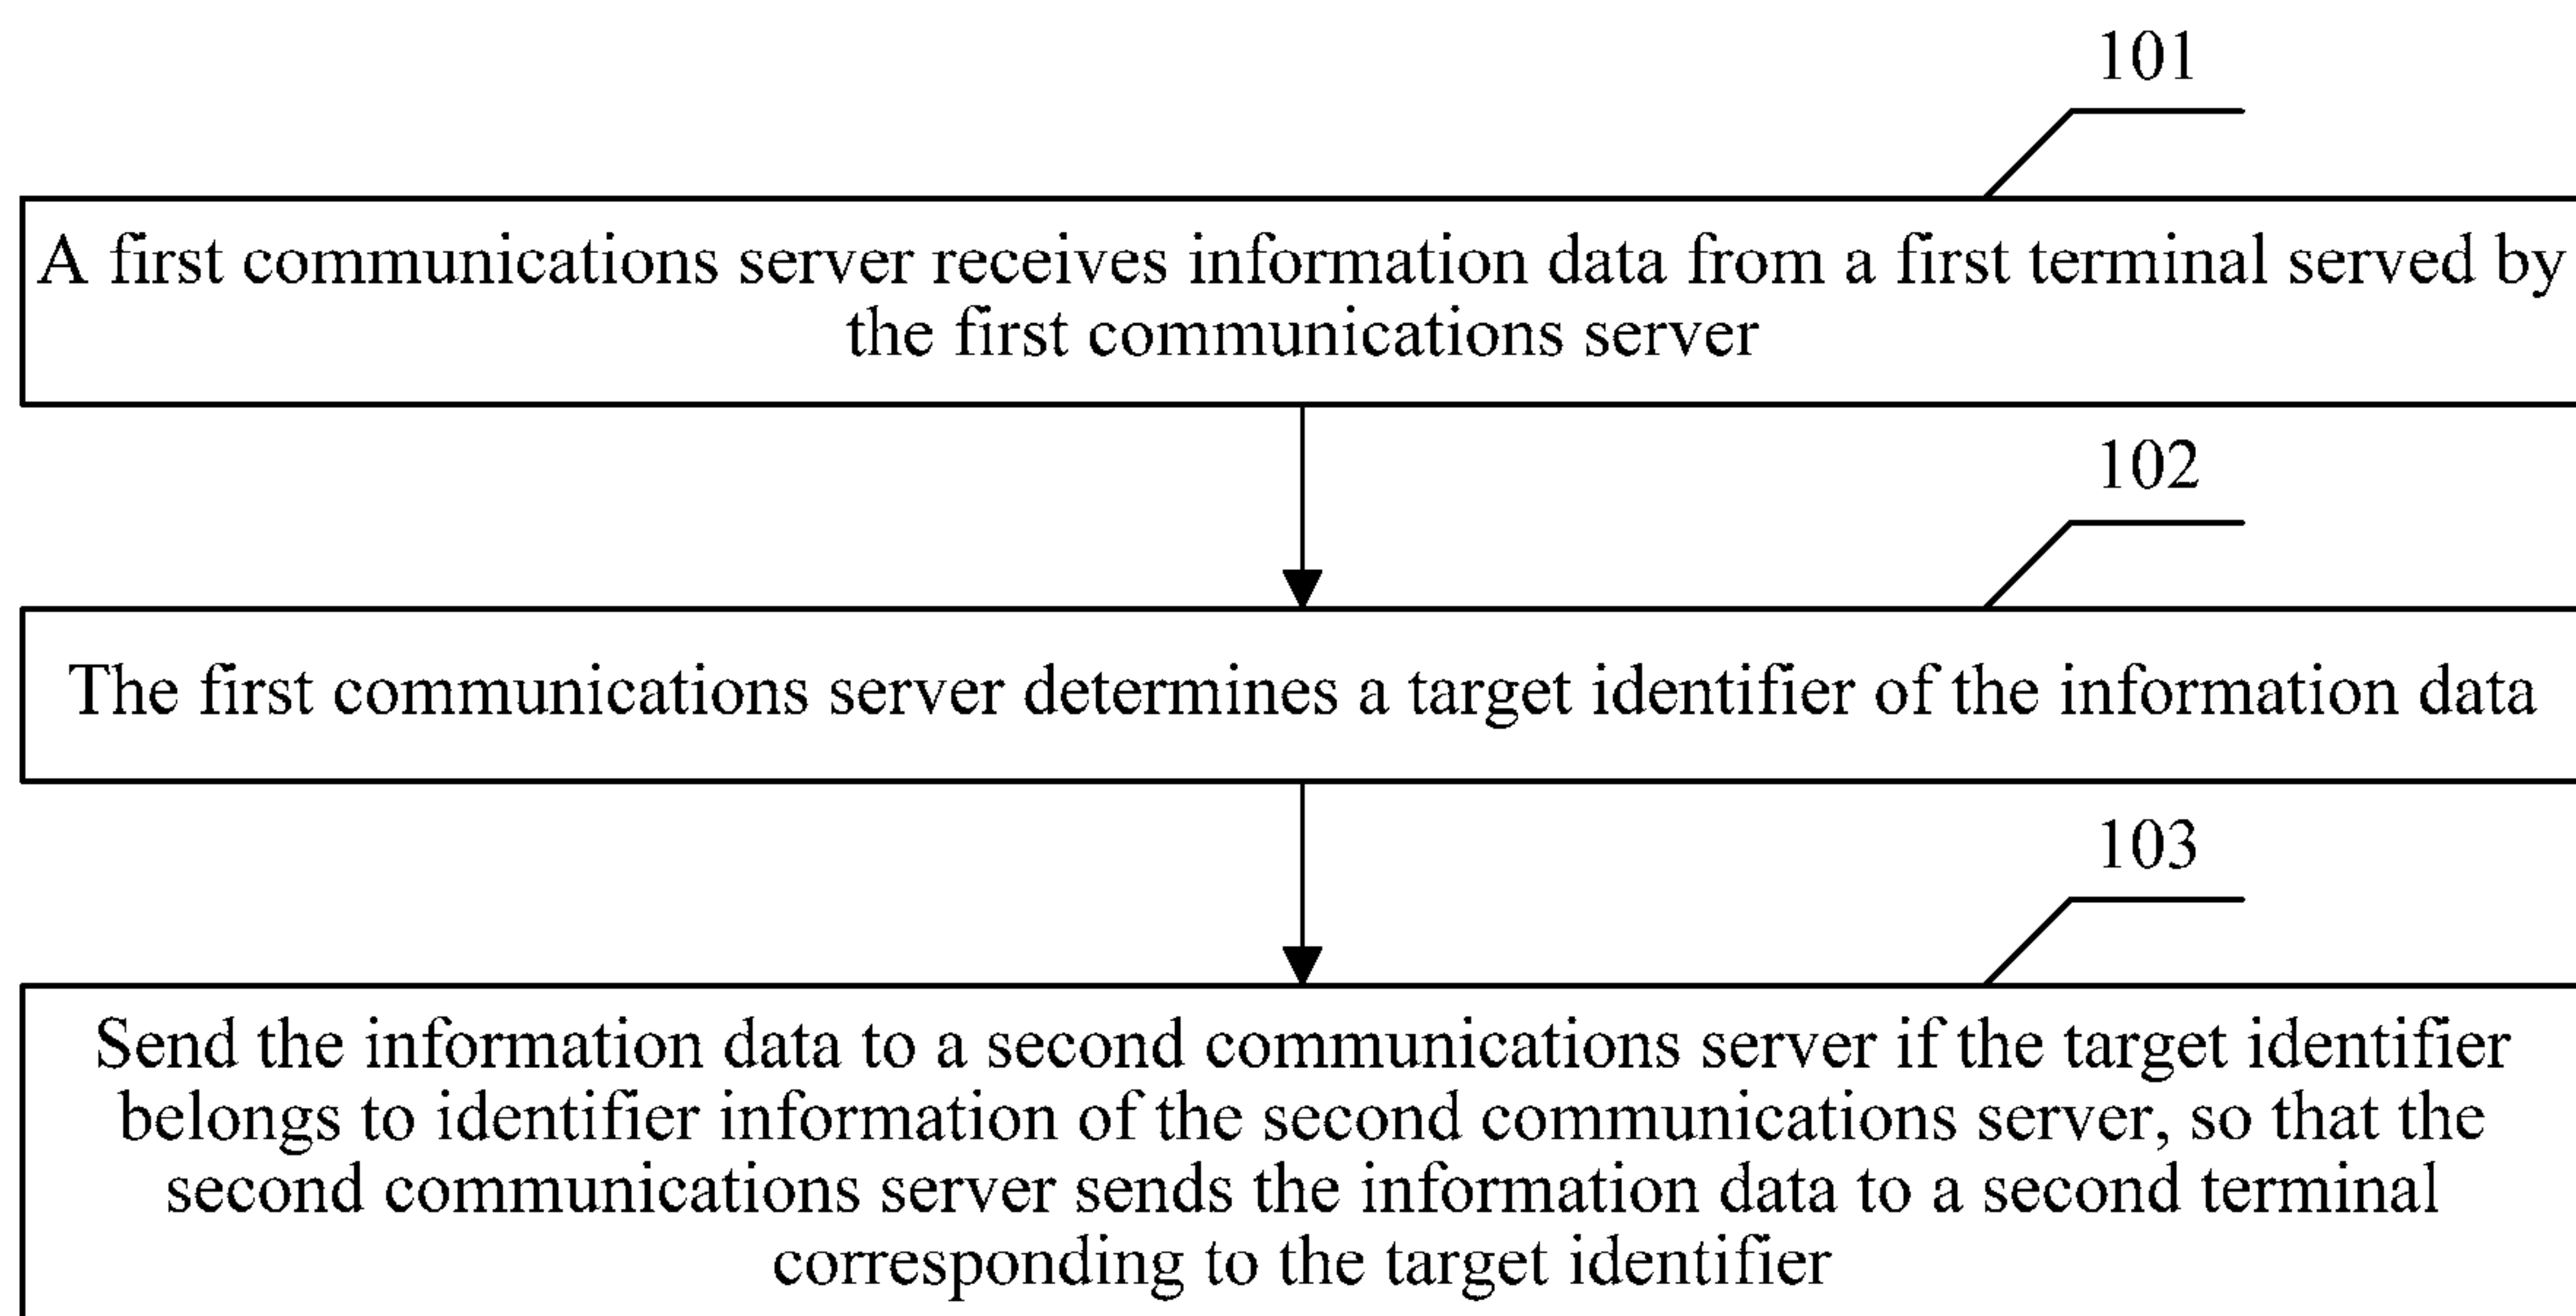 101
A first communications server receives information data from a first terminal served by
the first communications server
102
The first communications server determines a target identifier of the information data
103
Send the information data to a second communications server if the target identifier
belongs to identifier information of the second communications server, so that the
second communications server sends the information data to a second terminal
corresponding to the target identifier